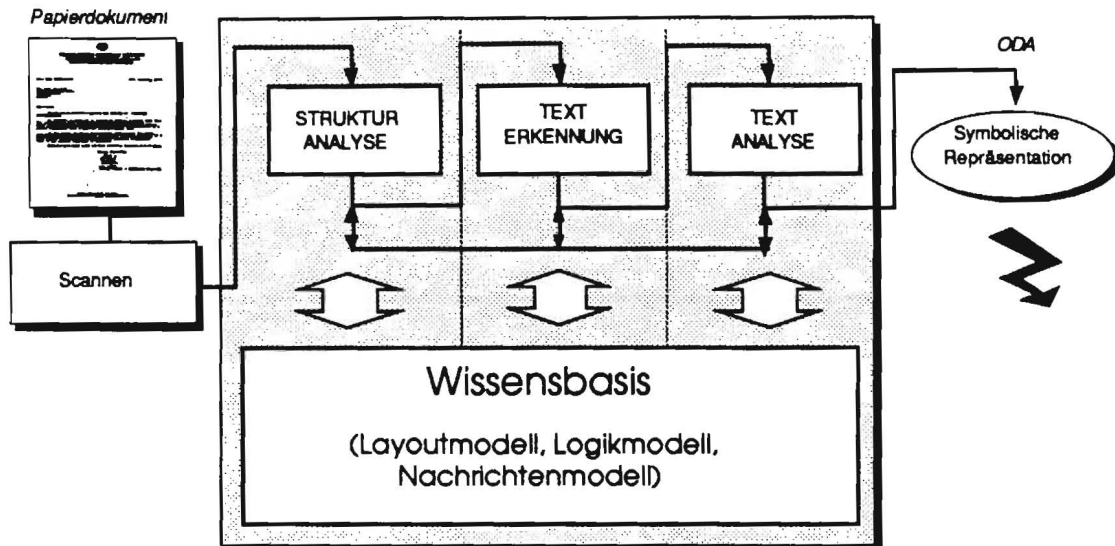 Papierdokument
ODA
STRUKTUR
ANALYSE
TEXT
ERKENNUNG
TEXT
ANALYSE
Symbolische
Repräsentation
Scannen
Wissensbasis
(Layoutmodell, Logikmodell,
Nachrichtenmodell)